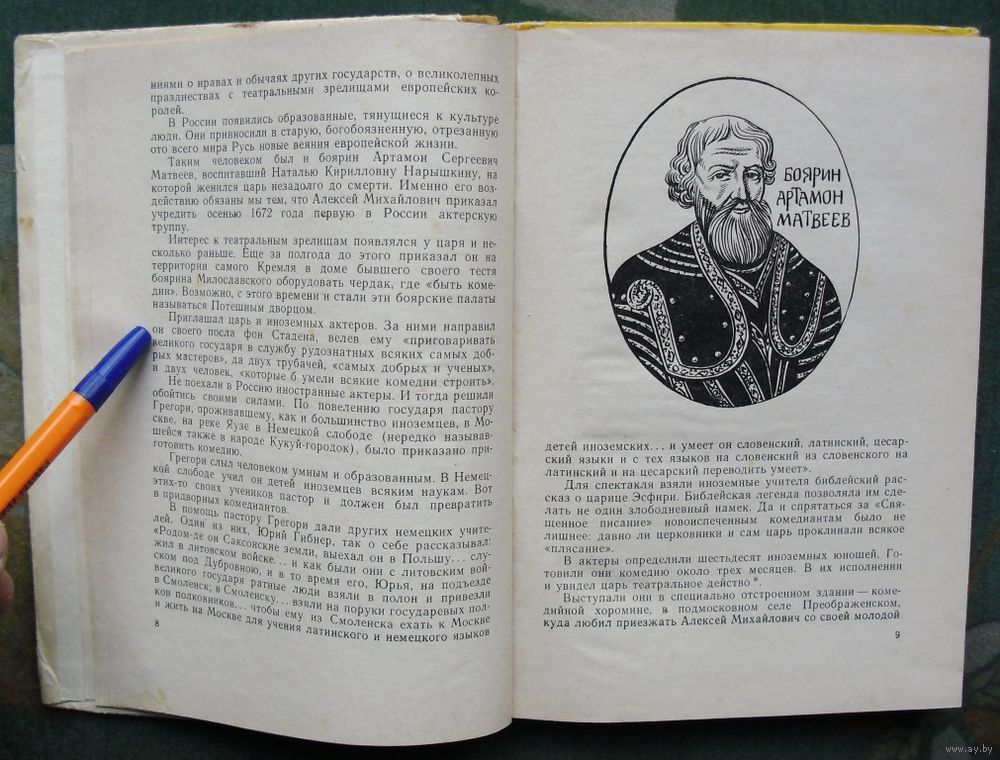 ниями о нравах и обычаях других государств, о великолепных
празднествах с театральными зрелищами европейских ко-
ролей.
В России появились образованные, тянущиеся к культуре
люди. Они привносили в старую, богобоязненную, отрезанную
ото всего мира Русь новые веяния европейской жизни.
Таким человеком был и боярин Артамон Сергеевич
Матвеев, воспитавший Наталью Кирилловну Нарышкину, на
которой женился царь незадолго до смерти. Именно его воз-
действию обязаны мы тем, что Алексей Михайлович приказал
учредить осенью 1672 года первую в России актерскую
труппу.
Интерес к театральным зрелищам появлялся у царя и не-
сколько раньше. Еще за полгода до этого приказал он на
территории самого Кремля в доме бывшего своего тестя
боярина Милославского оборудовать чердак, где «быть коме-
дии». Возможно, с этого времени и стали эти боярские палаты
называться Потешным дворцом.
Приглашал царь и иноземных актеров. За ними направил
он своего посла фон Стадена, велев ему «приговаривать
великого государя в службу рудознатных всяких самых доб-
рых мастеров», да двух трубачей, «самых добрых и ученых»,
и двух человек, «которые б умели всякие комедии строить».
Не поехали в Россию иностранные актеры. И тогда решили
обойтись своими силами. По повелению государя пастору
Грегори, проживавшему, как и большинство иноземцев, в Мо-
скве, на реке Яузе в Немецкой слободе (нередко называв-
шейся также в народе Кукуй-городок), было приказано при-
готовить комедию.
Грегори слыл человеком умным и образованным. В Немец-
кой слободе учил он детей иноземцев всяким наукам. Вот
этих-то своих учеников пастор и должен был превратить
в придворных комедиантов.
В помощь пастору Грегори дали других немецких учите-
лей. Один из них, Юрий Гибнер, так о себе рассказывал:
«Родом-де он Саксонские земли, выехал он в Польшу... слу-
жил в литовском войске... и как были они с литовским вой-
ском под Дубровною, и в то время его, Юрья, на подъезде
великого государя ратные люди взяли в полон и привезли
в Смоленск, в Смоленску... взяли на поруки государевых пол-
ков полковников... чтобы ему из Смоленска ехать к Москве
и жить на Москве для учения латинского и немецкого языков
8
БОЯРИН
АРТАМОН
МАТВЕЕВ
детей иноземских... и умеет он словенский, латинский, цесар-
ский языки и с тех языков на словенский из словенского на
латинский и на цесарский переводить умеет».
Для спектакля взяли иноземные учителя библейский рас-
сказ о царице Эсфири. Библейская легенда позволяла им сде-
лать не один злободневный намек. Да и спрятаться за «Свя-
щенное писание» новоиспеченным комедиантам было не
лишнее: давно ли церковники и сам царь проклинали всякое
«плясание».
В актеры определили шестьдесят иноземных юношей. Го-
товили они комедию около трех месяцев. В их исполнении
и увидел царь театральное действо*.
Выступали они в специально отстроенном здании — коме-
дийной хоромине, в подмосковном селе Преображенском,
куда любил приезжать Алексей Михайлович со своей молодой
9
www.ay.by